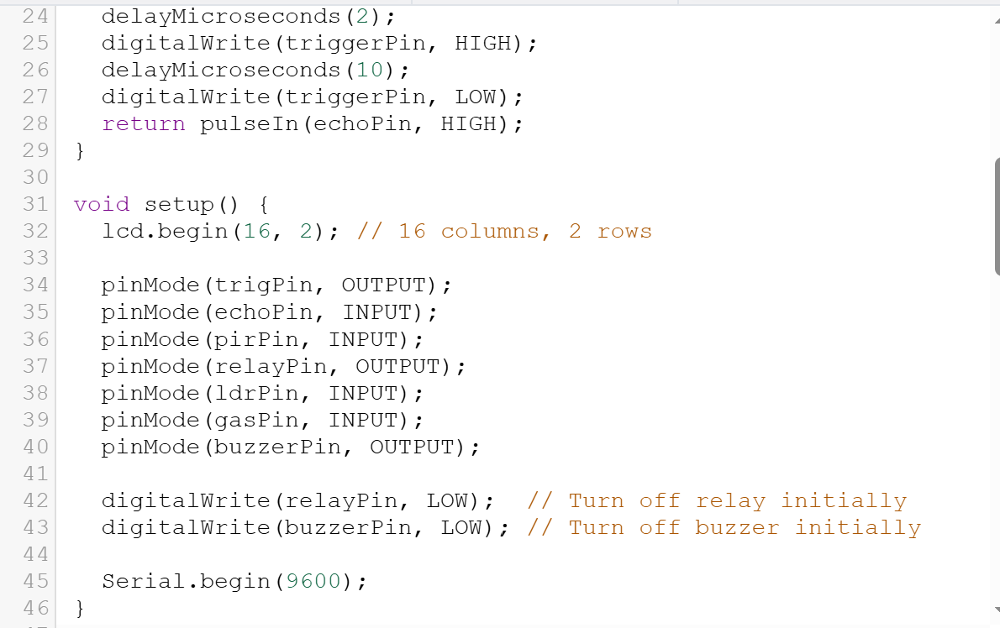 24   delayMicroseconds(2);
25   digitalWrite(triggerPin, HIGH);
26   delayMicroseconds(10);
27   digitalWrite(triggerPin, LOW);
28   return pulseIn(echoPin, HIGH);
29 }
30
31 void setup() {
32   lcd.begin(16, 2); // 16 columns, 2 rows
33
34   pinMode(trigPin, OUTPUT);
35   pinMode(echoPin, INPUT);
36   pinMode(pirPin, INPUT);
37   pinMode(relayPin, OUTPUT);
38   pinMode(ldrPin, INPUT);
39   pinMode(gasPin, INPUT);
40   pinMode(buzzerPin, OUTPUT);
41
42   digitalWrite(relayPin, LOW);  // Turn off relay initially
43   digitalWrite(buzzerPin, LOW); // Turn off buzzer initially
44
45   Serial.begin(9600);
46 }